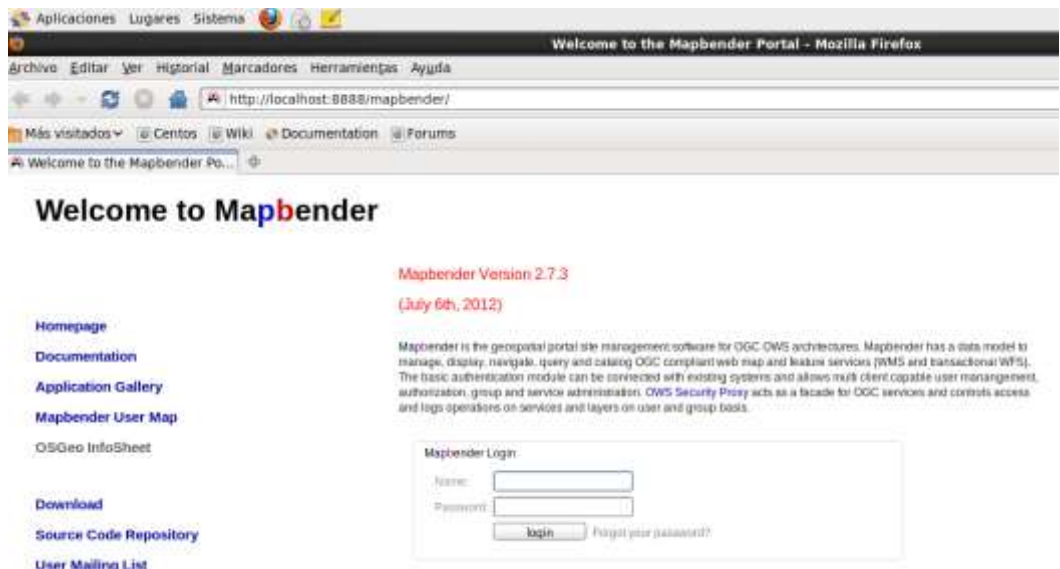 Aplicaciones Lugares Sistema
Welcome to the Mapbender Portal - Mozilla Firefox
Archivo Editar Ver Historial Marcadores Herramientas Ayuda
http://localhost:8888/mapbender/
Más visitados Centos Wiki Documentation Forums
Welcome to the Mapbender Po...
Welcome to Mapbender
Mapbender Version 2.7.3
(July 6th, 2012)
Homepage
Documentation
Application Gallery
Mapbender User Map
OSGeo InfoSheet
Download
Source Code Repository
User Mailing List
Mapbender is the geospatial portal site management software for OGC OWS architectures. Mapbender has a data model to
manage, display, navigate, query and catalog OGC compliant web map and feature services (WMS and transactional WFS).
The basic authentication module can be connected with existing systems and allows multi client capable user manangement,
authorization, group and service administration. OWS Security Proxy acts as a facade for OGC services and controls access
and logs operations on services and layers on user and group basis.
Mapbender Login
Name:
Password:
login Forgot your password?